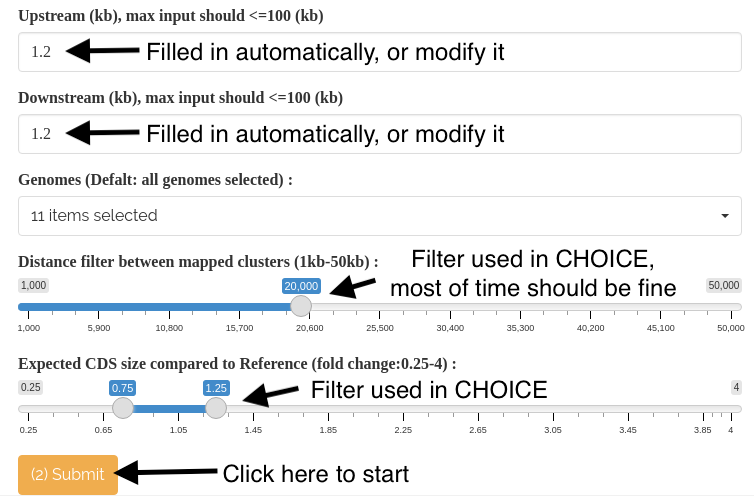 Upstream (kb), max input should <=100 (kb)
1.2 Filled in automatically, or modify it
Downstream (kb), max input should <=100 (kb)
1.2 Filled in automatically, or modify it
Genomes (Defalt: all genomes selected) :
11 items selected
Distance filter between mapped clusters (1kb-50kb) :
Filter used in CHOICE,
most of time should be fine
1,000 20,000 50,000
1,000 5,900 10,800 15,700 20,600 25,500 30,400 35,300 40,200 45,100 50,000
Expected CDS size compared to Reference (fold change:0.25-4) :
0.25 0.75 1.25 4
Filter used in CHOICE
0.25 0.65 1.05 1.45 1.85 2.25 2.65 3.05 3.45 3.85 4
(2) Submit Click here to start